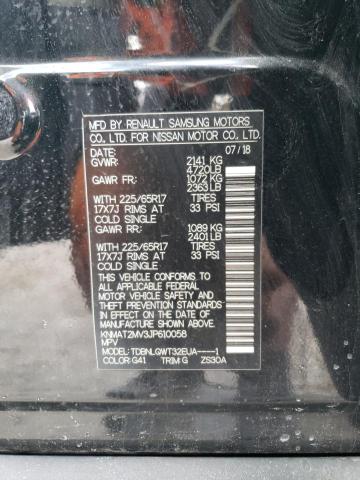 MFD BY RENAULT SAMSUNG MOTORS
CO., LTD. FOR NISSAN MOTOR CO., LTD.
DATE: 07/18
GVWR: 2141 KG
4720LB
GAWR FR: 1072 KG
2363 LB
WITH 225/65R17 TIRES
17X7J RIMS AT 33 PSI
COLD SINGLE
GAWR RR: 1089 KG
2401 LB
WITH 225/65R17 TIRES
17X7J RIMS AT 33 PSI
COLD SINGLE
THIS VEHICLE CONFORMS TO ALL
APPLICABLE FEDERAL MOTOR
VEHICLE SAFETY, BUMPER, AND
THEFT PREVENTION STANDARDS
IN EFFECT ON THE DATE OF
MANUFACTURE SHOWN ABOVE.
KNMAT2MV3JP610058
MPV
MODEL: TDBNLQWT32EUA----1
COLOR: G41 TRIM: G ZS30A